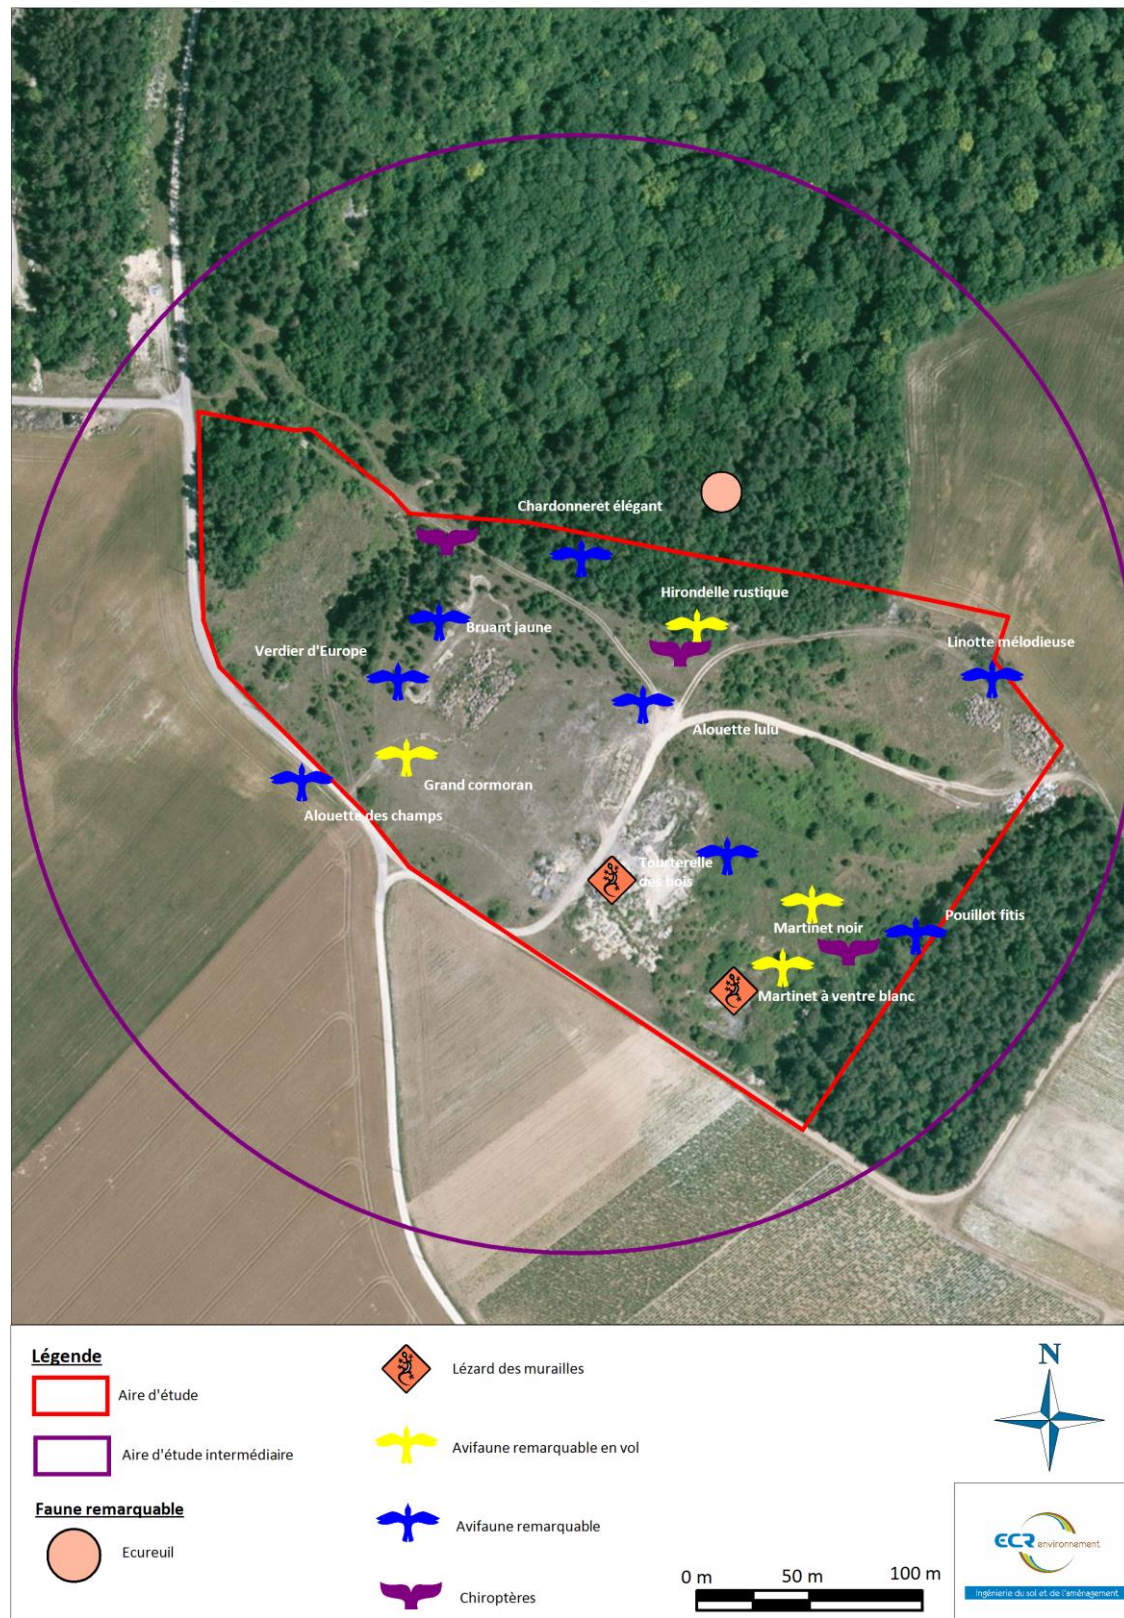 Chardonneret élégant
Hirondelle rustique
Bruant jaune
Verdier d'Europe
Linotte mélodieuse
Alouette lulu
Grand cormoran
Alouette des champs
Tourterelle
des bois
Pouillot fitis
Martinet noir
Martinet à ventre blanc
Légende
Aire d'étude
Aire d'étude intermédiaire
Faune remarquable
Ecureuil
Lézard des murailles
Avifaune remarquable en vol
Avifaune remarquable
Chiroptères
N
0 m
50 m
100 m
ECR environnement
Ingénierie du sol et de l'aménagement